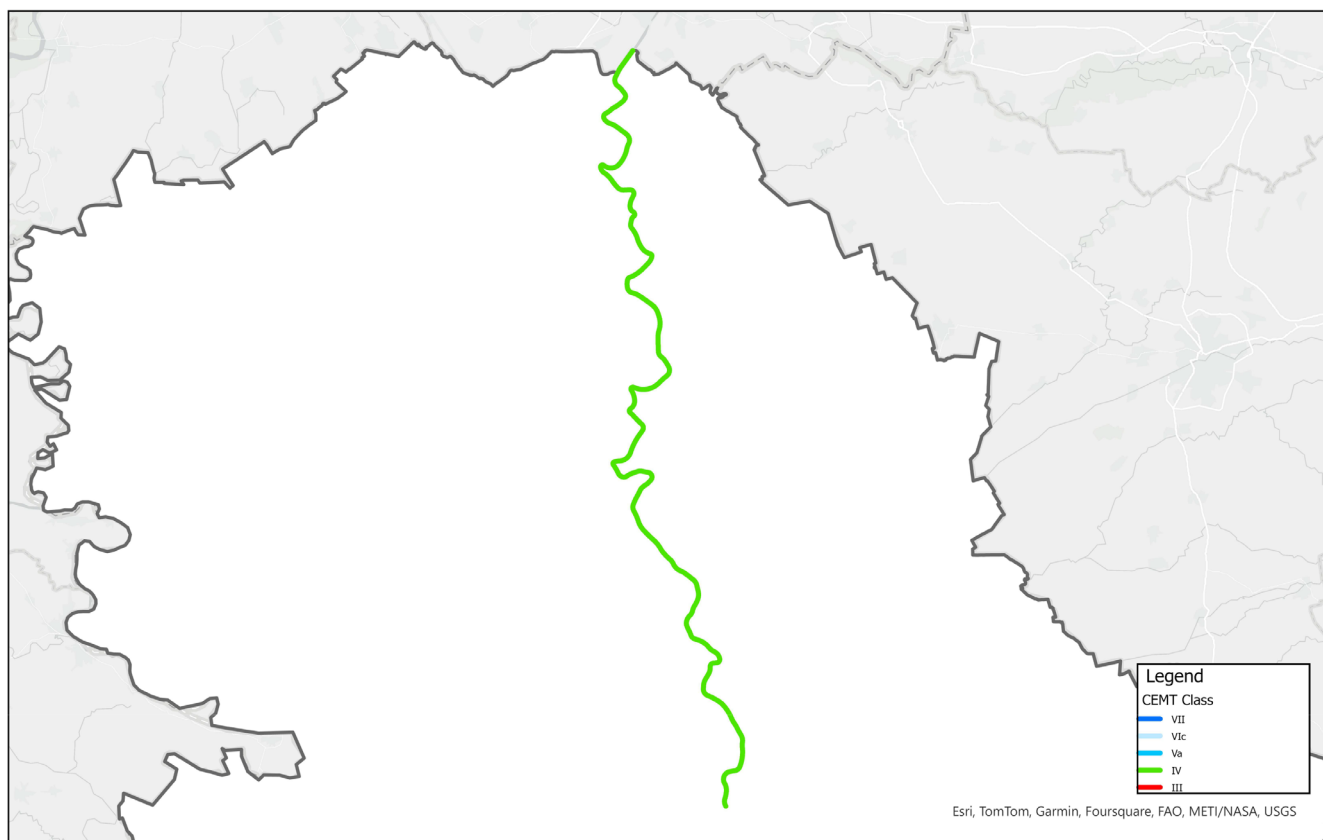 Legend
CEMT Class
VII
VIc
Va
IV
III
Esri, TomTom, Garmin, Foursquare, FAO, METI/NASA, USGS